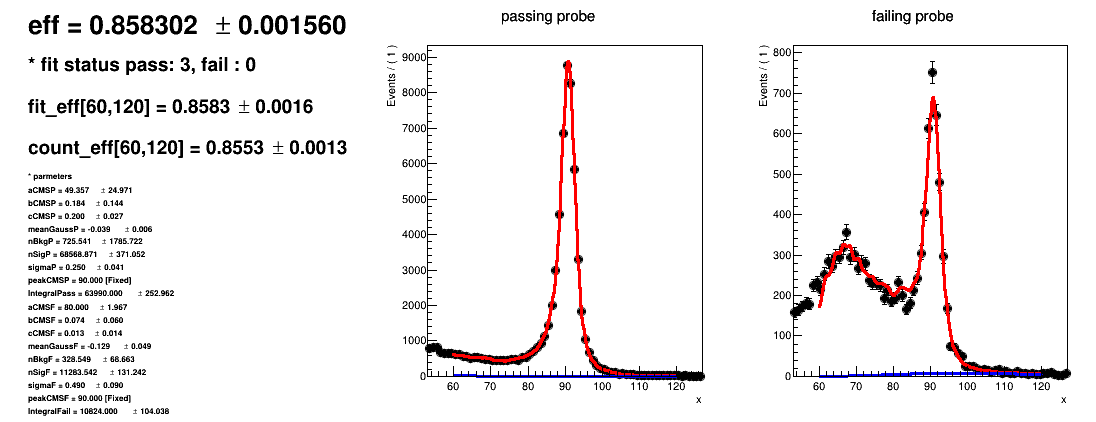 eff = 0.858302 ± 0.001560
* fit status pass: 3, fail : 0
fit_eff[60,120] = 0.8583 ± 0.0016
count_eff[60,120] = 0.8553 ± 0.0013
* parmeters
aCMSP = 49.357 ± 24.971
bCMSP = 0.184 ± 0.144
cCMSP = 0.200 ± 0.027
meanGaussP = -0.039 ± 0.006
nBkgP = 725.541 ± 1785.722
nSigP = 68568.871 ± 371.052
sigmaP = 0.250 ± 0.041
peakCMSP = 90.000 [Fixed]
IntegralPass = 63990.000 ± 252.962
aCMSF = 80.000 ± 1.967
bCMSF = 0.074 ± 0.060
cCMSF = 0.013 ± 0.014
meanGaussF = -0.129 ± 0.049
nBkgF = 328.549 ± 68.663
nSigF = 11283.542 ± 131.242
sigmaF = 0.490 ± 0.090
peakCMSF = 90.000 [Fixed]
IntegralFail = 10824.000 ± 104.038
passing probe
Events / ( 1 )
9000
8000
7000
6000
5000
4000
3000
2000
1000
0
60 70 80 90 100 110 120
x
failing probe
Events / ( 1 )
800
700
600
500
400
300
200
100
0
60 70 80 90 100 110 120
x